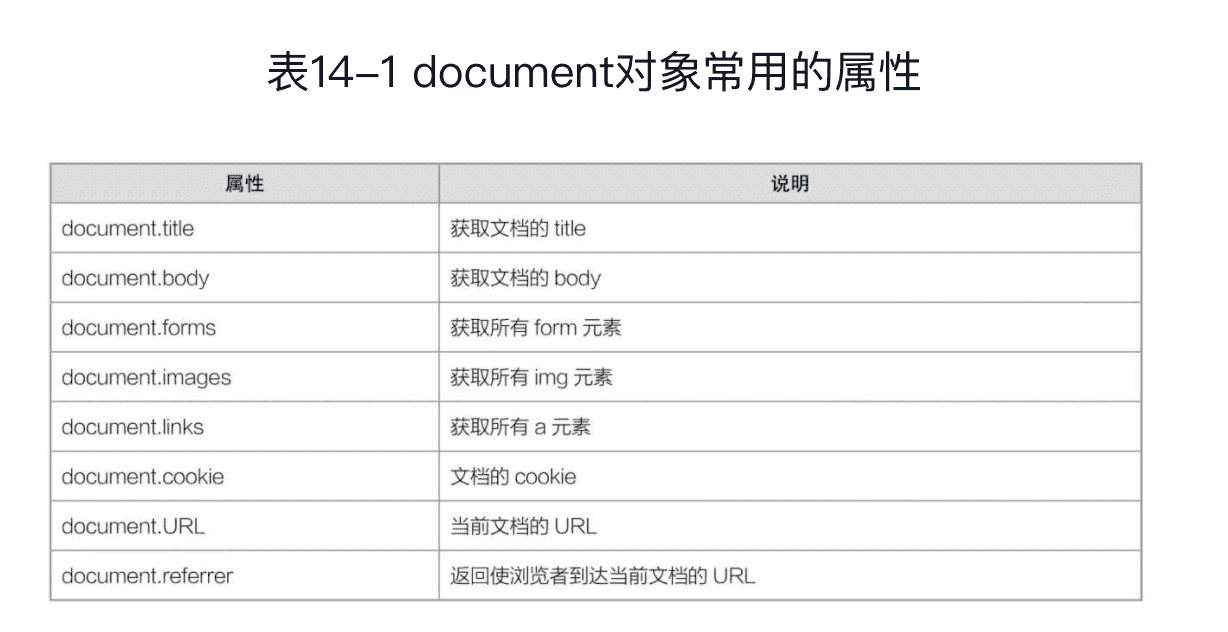 表14-1 document对象常用的属性
属性 说明
document.title 获取文档的 title
document.body 获取文档的 body
document.forms 获取所有 form 元素
document.images 获取所有 img 元素
document.links 获取所有 a 元素
document.cookie 文档的 cookie
document.URL 当前文档的 URL
document.referrer 返回使浏览者到达当前文档的 URL